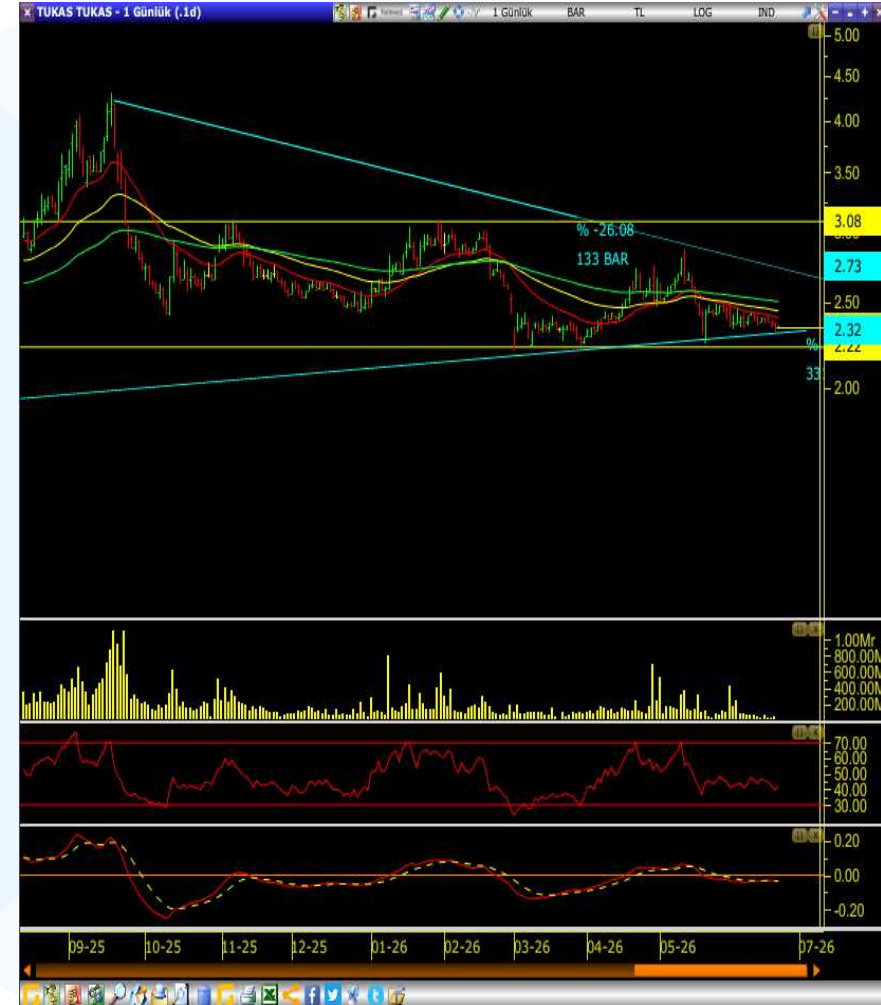 TUKAS TUKAS - 1 Günlük (.1d)
1 Günlük BAR TL LOG IND
5.00
4.50
4.00
3.50
3.08
2.73
2.50
2.32
2.22
2.00
% -26.08
133 BAR
%
33
1.00Mr
800.00M
600.00M
400.00M
200.00M
70.00
60.00
50.00
40.00
30.00
0.20
0.00
-0.20
09-25 10-25 11-25 12-25 01-26 02-26 03-26 04-26 05-26 07-26